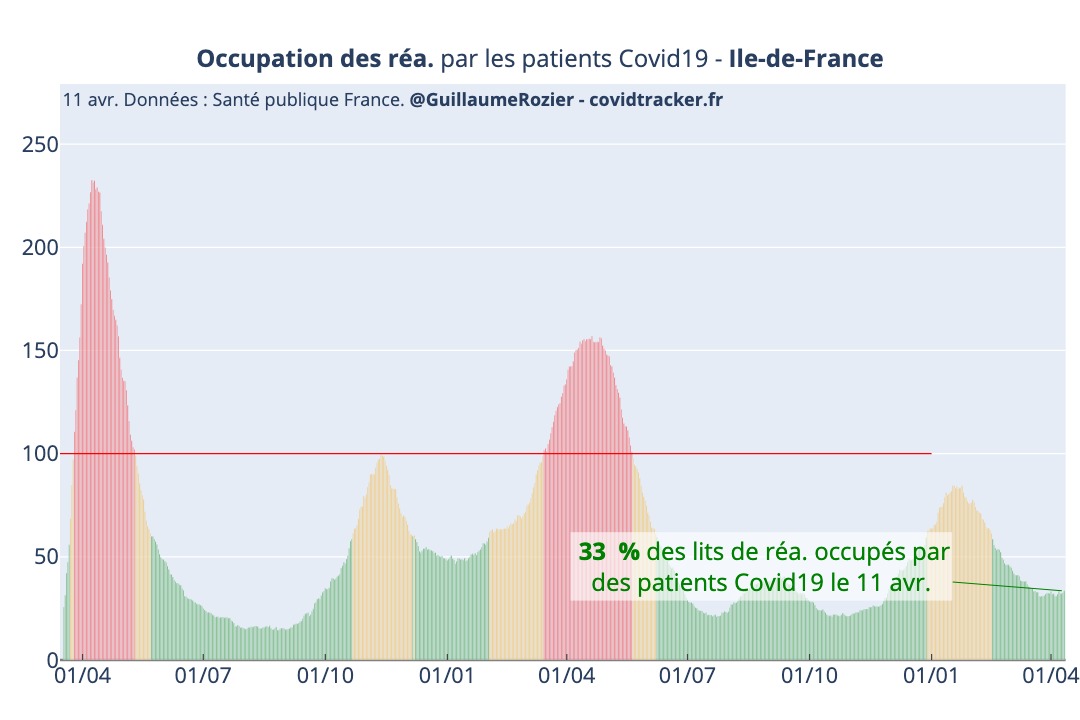 Occupation des réa. par les patients Covid19 - Ile-de-France
11 avr. Données : Santé publique France. @GuillaumeRozier - covidtracker.fr
250
200
150
100
50
0
33 % des lits de réa. occupés par
des patients Covid19 le 11 avr.
01/04 01/07 01/10 01/01 01/04 01/07 01/10 01/01 01/04